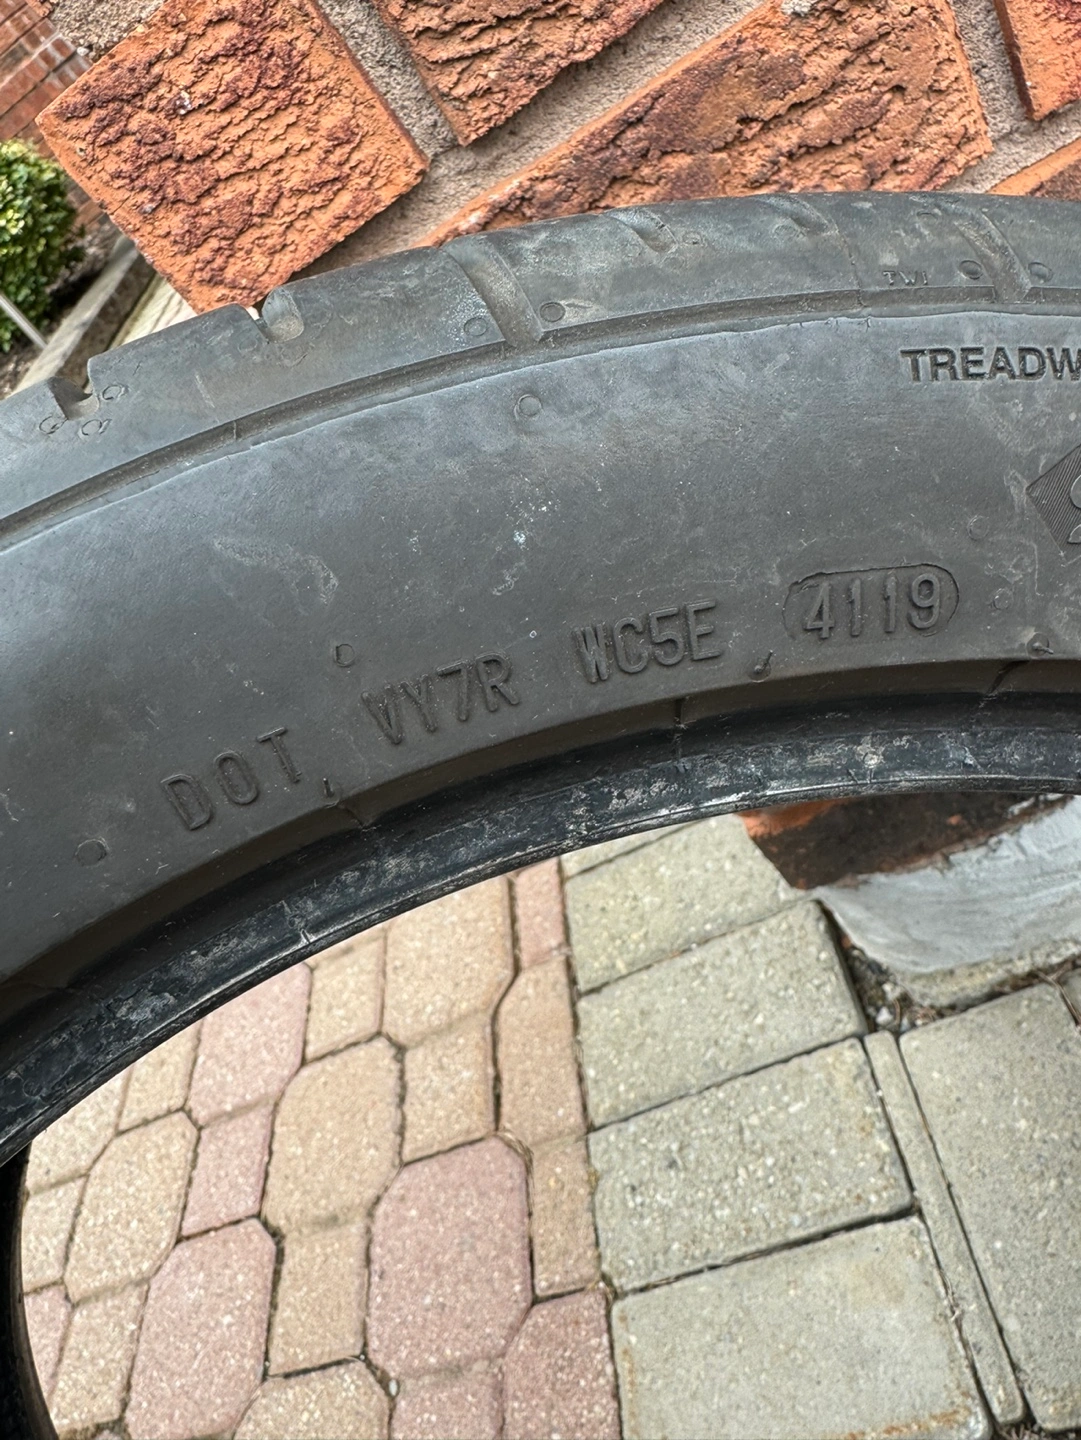 TWI
TREADW
DOT VY7R WC5E 4119